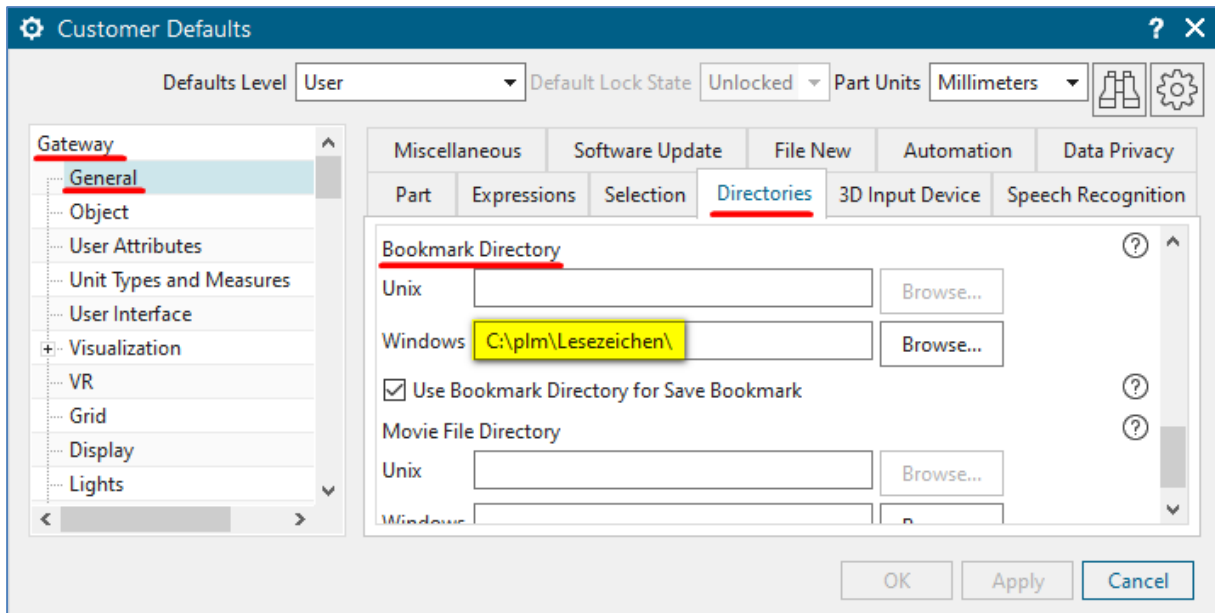 Customer Defaults ? ×
Defaults Level User Default Lock State Unlocked Part Units Millimeters
Gateway
General
Object
User Attributes
Unit Types and Measures
User Interface
Visualization
VR
Grid
Display
Lights
Miscellaneous Software Update File New Automation Data Privacy
Part Expressions Selection Directories 3D Input Device Speech Recognition
Bookmark Directory ?
Unix Browse...
Windows C:\plm\Lesezeichen\ Browse...
Use Bookmark Directory for Save Bookmark ?
Movie File Directory ?
Unix Browse...
Windows
OK Apply Cancel